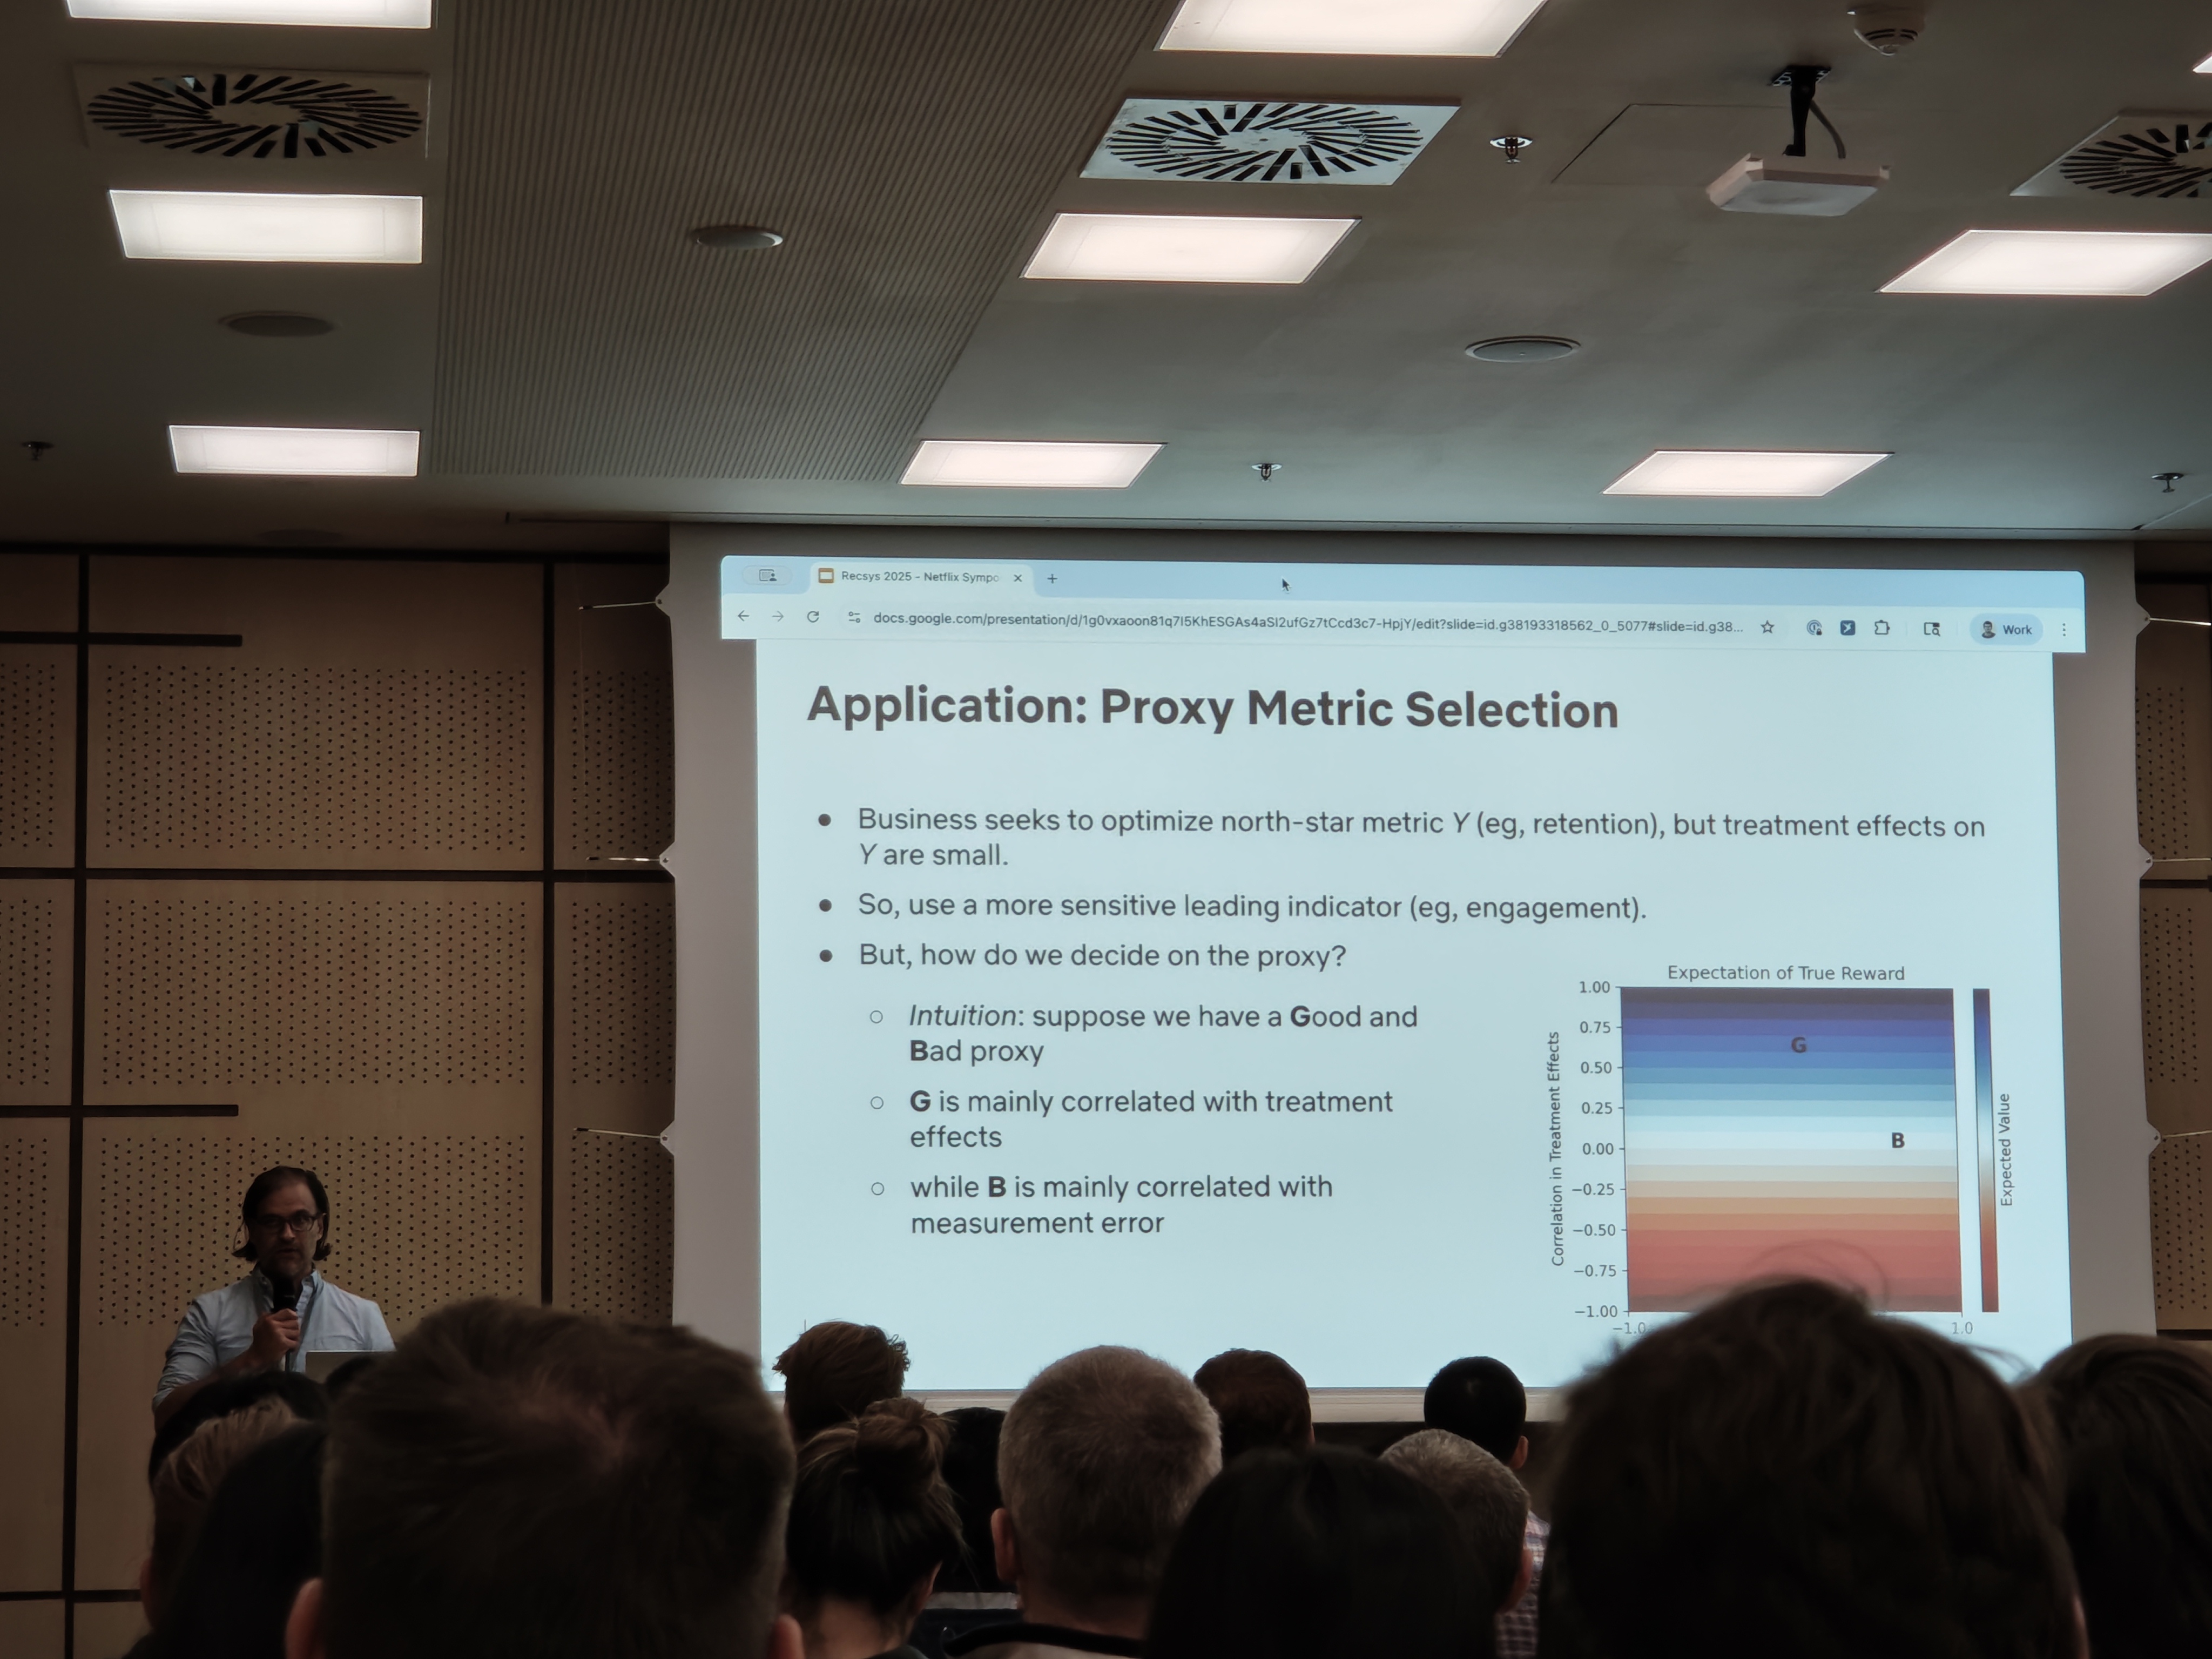 Recsys 2025 - Netflix Sympo
docs.google.com/presentation/d/1g0vxaoon81q7I5KhESGAs4aSI2ufGz7tCcd3c7-HpjY/edit?slide=id.g38193318562_0_5077#slide=id.g38...
Work
Application: Proxy Metric Selection
● Business seeks to optimize north-star metric Y (eg, retention), but treatment effects on
Y are small.
● So, use a more sensitive leading indicator (eg, engagement).
● But, how do we decide on the proxy?
○ Intuition: suppose we have a Good and
Bad proxy
○ G is mainly correlated with treatment
effects
○ while B is mainly correlated with
measurement error
Expectation of True Reward
Correlation in Treatment Effects
1.00
0.75
0.50
0.25
0.00
−0.25
−0.50
−0.75
−1.00
G
B
−1.0
1.0
Expected Value